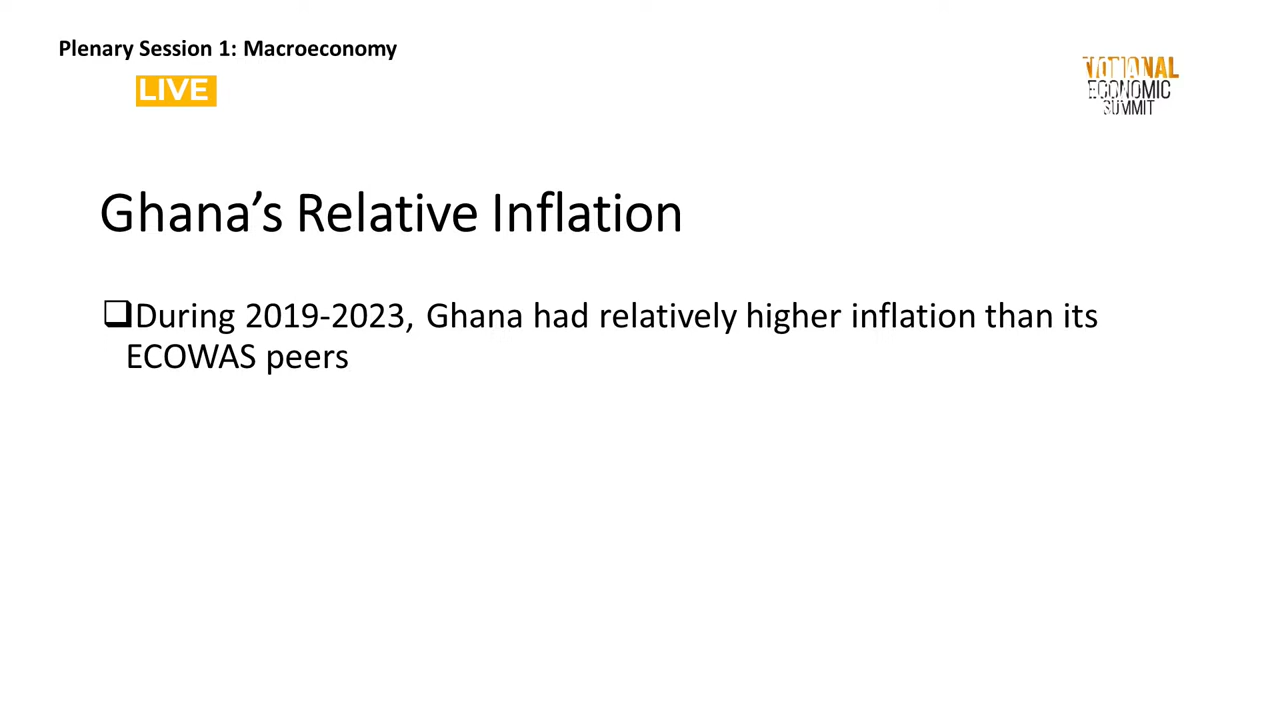 Plenary Session 1: Macroeconomy
LIVE
NATIONAL
ECONOMIC
SUMMIT
Ghana’s Relative Inflation
❑During 2019-2023, Ghana had relatively higher inflation than its
ECOWAS peers